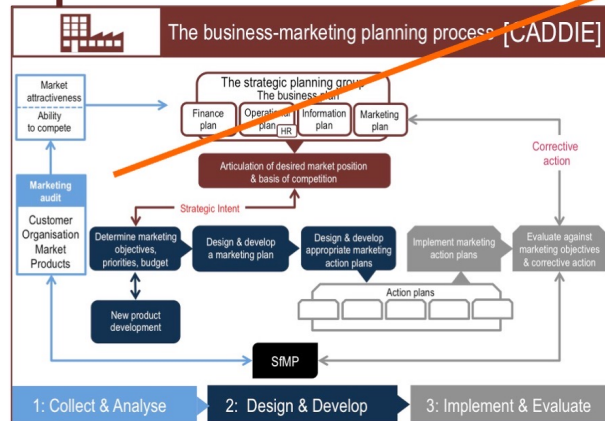 The business-marketing planning process [CADDIE]
Market
attractiveness
Ability
to compete
The strategic planning group
The business plan
Finance
plan
Operational
plan
HR
Information
plan
Marketing
plan
Articulation of desired market position
& basis of competition
Corrective
action
Marketing
audit
Customer
Organisation
Market
Products
Strategic Intent
Determine marketing
objectives,
priorities, budget
Design & develop
a marketing plan
Design & develop
appropriate marketing
action plans
Implement marketing
action plans
Evaluate against
marketing objectives
& corrective action
New product
development
Action plans
SfMP
1: Collect & Analyse
2: Design & Develop
3: Implement & Evaluate